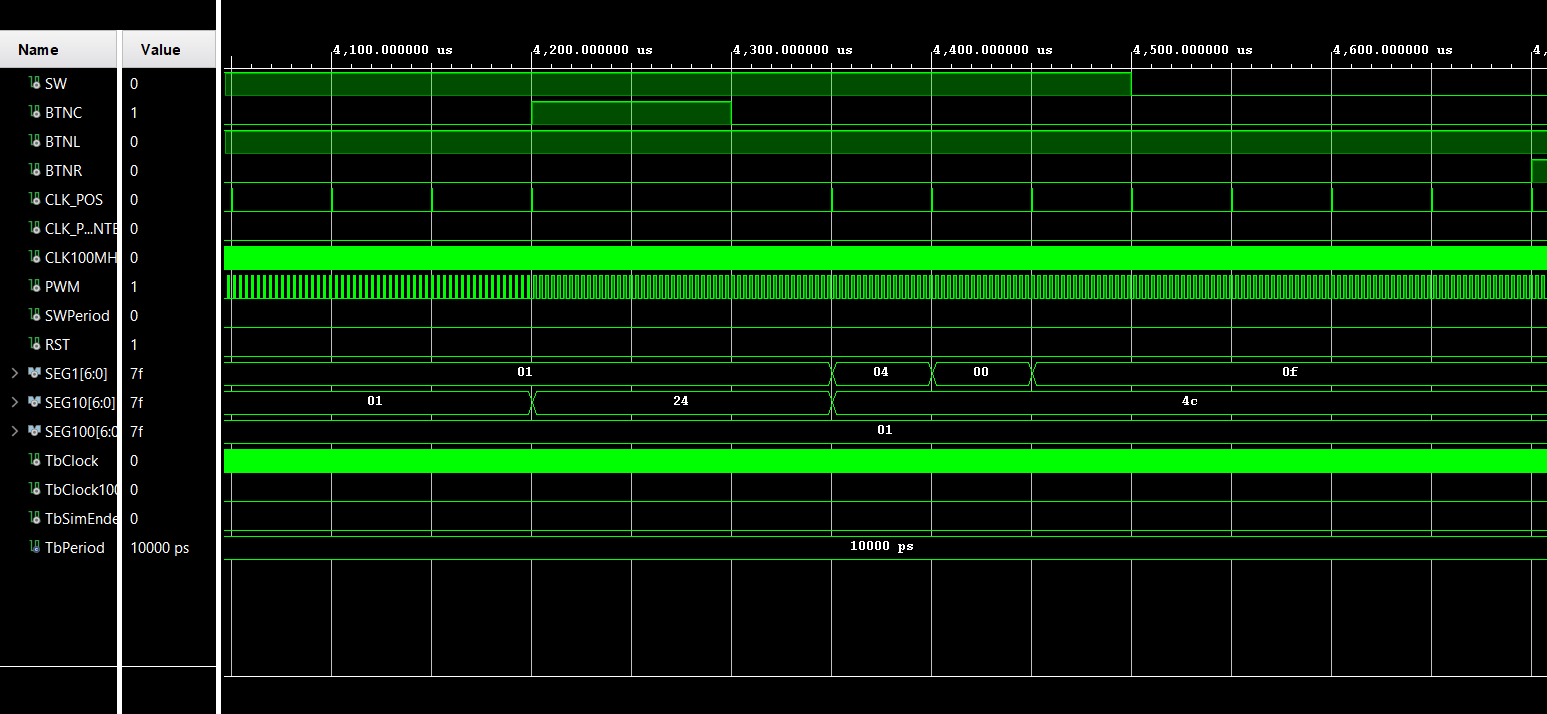 Name Value
4,100.000000 us 4,200.000000 us 4,300.000000 us 4,400.000000 us 4,500.000000 us 4,600.000000 us 4,
SW 0
BTNC 1
BTNL 0
BTNR 0
CLK_POS 0
CLK_P...NTE 0
CLK100MH 0
PWM 1
SWPeriod 0
RST 1
SEG1[6:0] 7f 01 04 00 0f
SEG10[6:0] 7f 01 24 4c
SEG100[6:0 7f 01
TbClock 0
TbClock100 0
TbSimEnde 0
TbPeriod 10000 ps 10000 ps